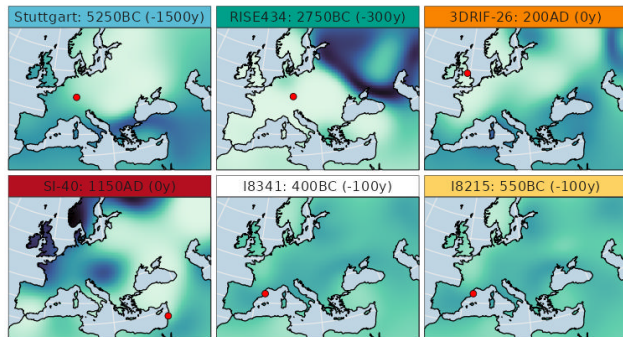 Stuttgart: 5250BC (-1500y)
RISE434: 2750BC (-300y)
3DRIF-26: 200AD (0y)
SI-40: 1150AD (0y)
I8341: 400BC (-100y)
I8215: 550BC (-100y)